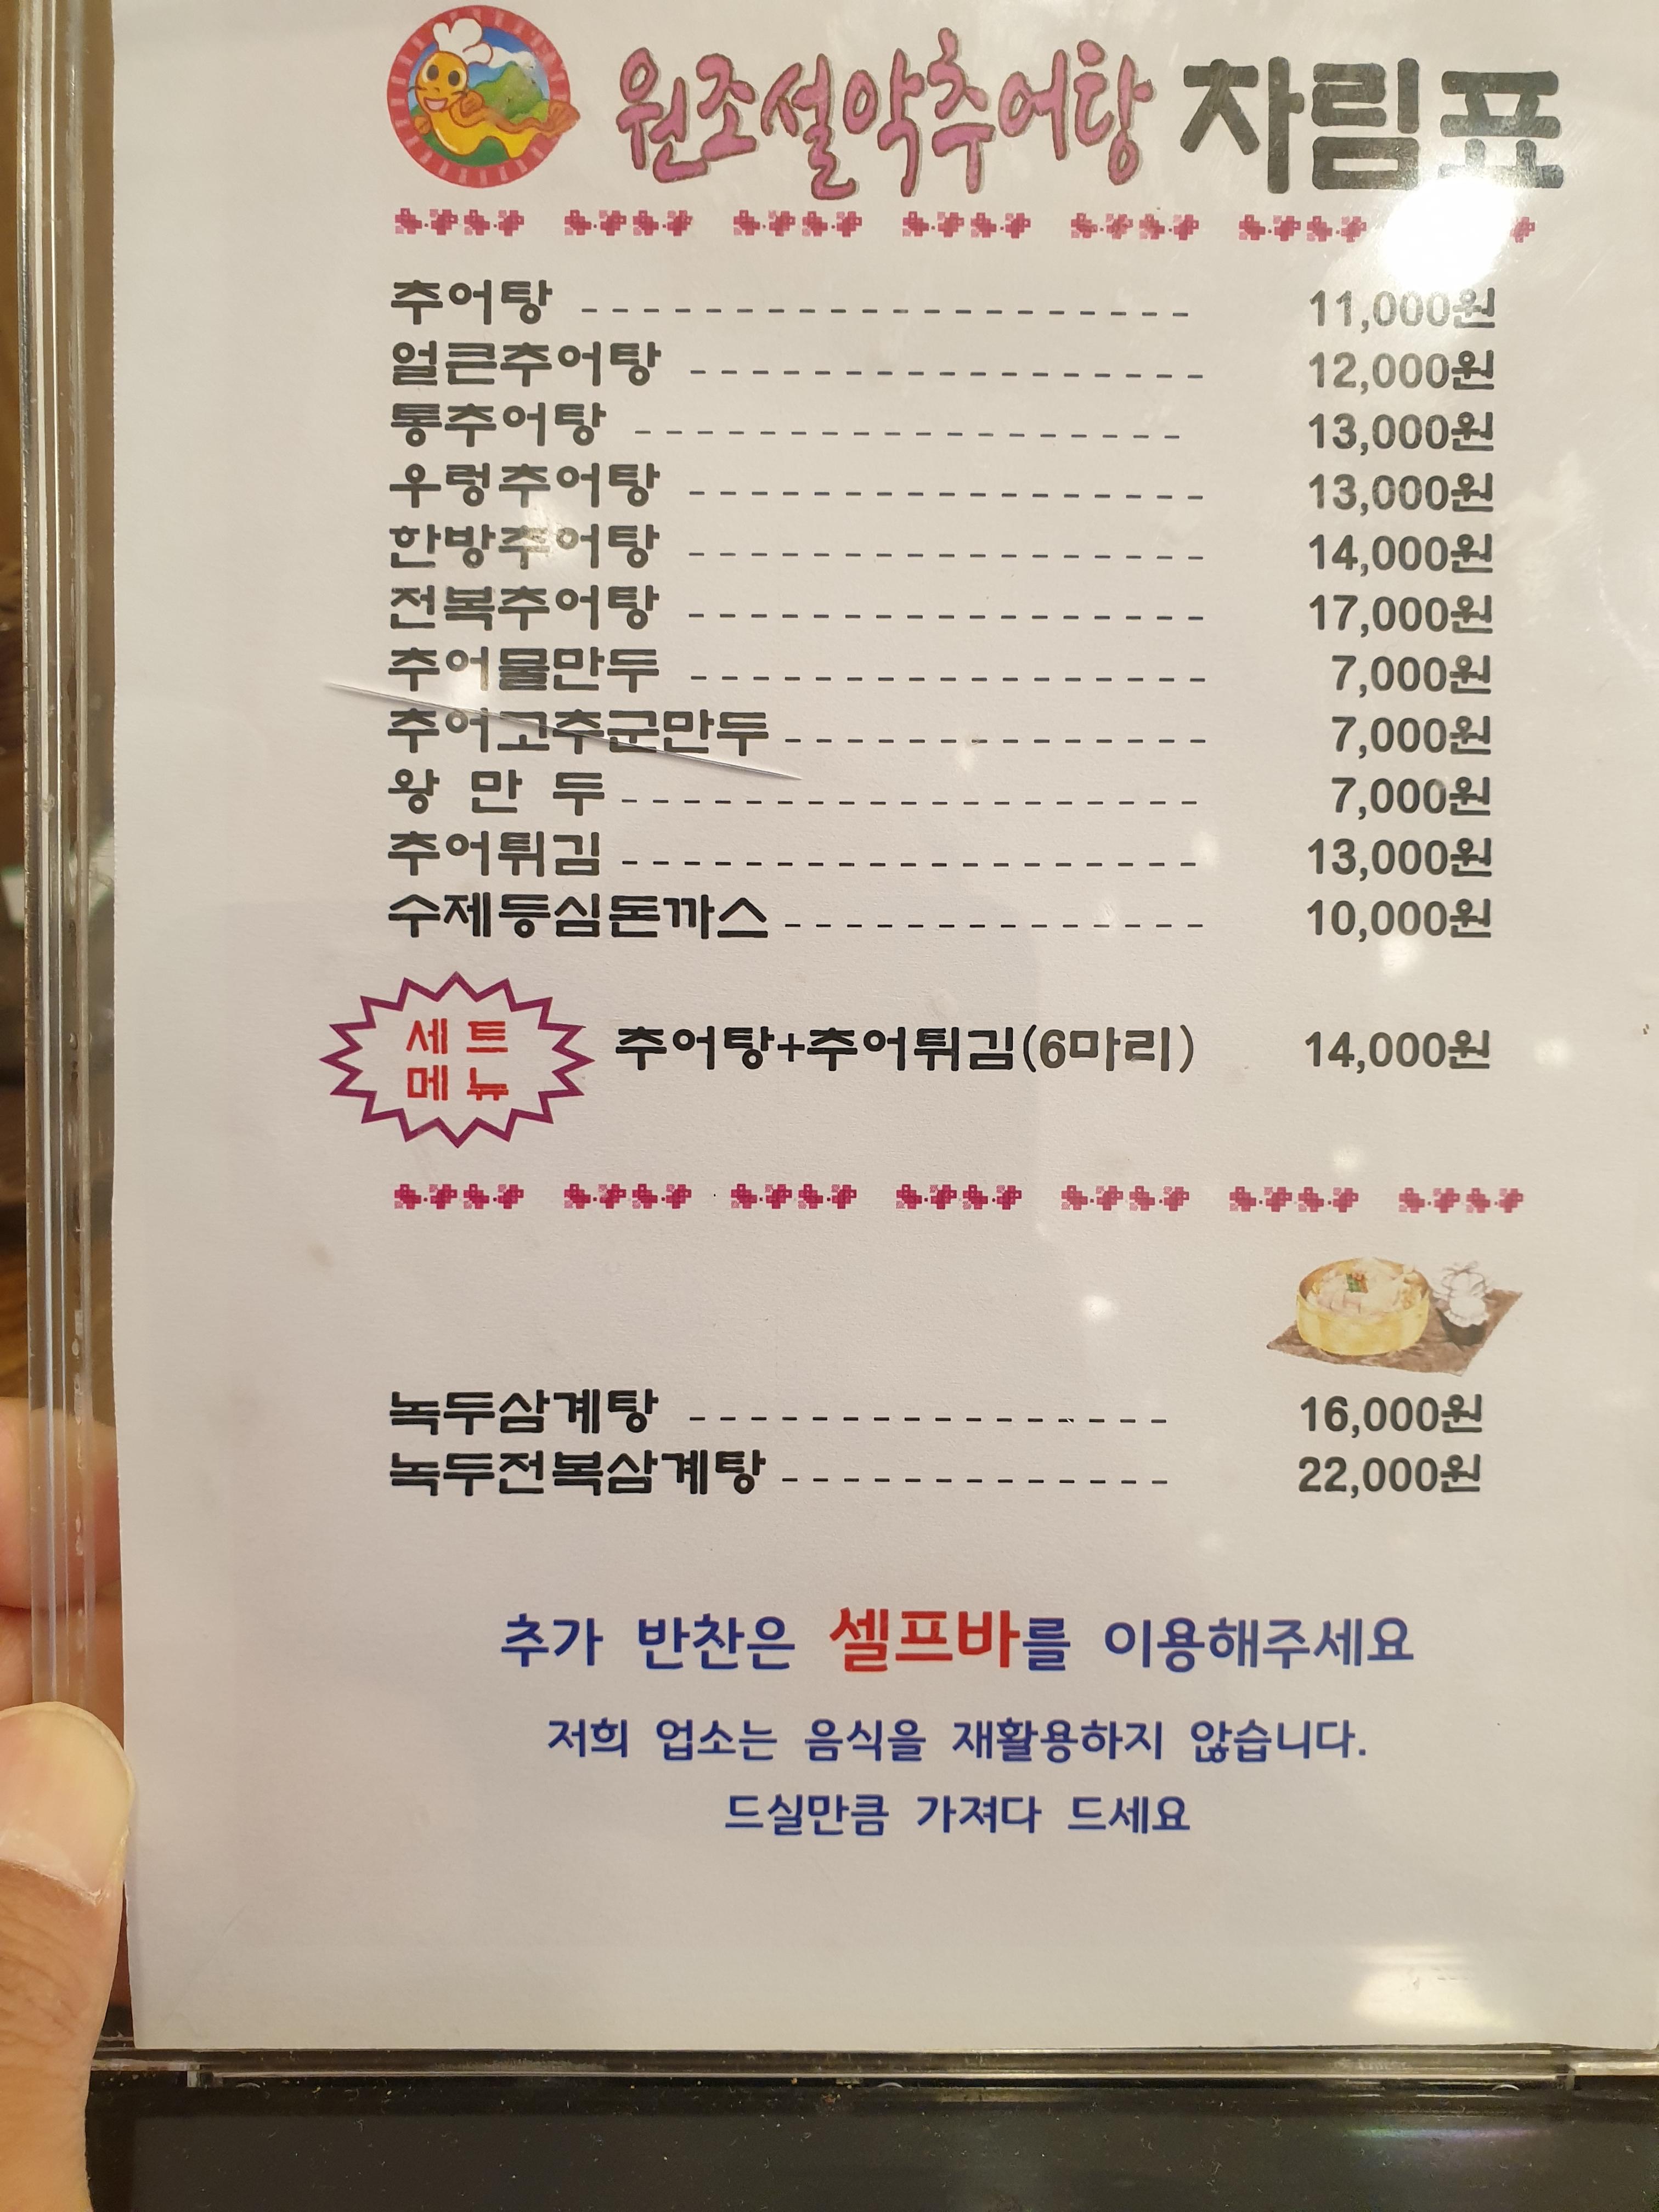 원조설악추어탕 차림표
추어탕 -------------------- 11,000원
얼큰추어탕 ----------------- 12,000원
통추어탕 ------------------ 13,000원
우렁추어탕 ----------------- 13,000원
한방추어탕 ----------------- 14,000원
전복추어탕 ----------------- 17,000원
추어물만두 ----------------- 7,000원
추어고추군만두 -------------- 7,000원
왕 만 두 ------------------- 7,000원
추어튀김 ------------------- 13,000원
수제등심돈까스 -------------- 10,000원
세트
메뉴
추어탕+추어튀김(6마리) 14,000원
녹두삼계탕 ---------------- 16,000원
녹두전복삼계탕 ------------- 22,000원
추가 반찬은 셀프바를 이용해주세요
저희 업소는 음식을 재활용하지 않습니다.
드실만큼 가져다 드세요